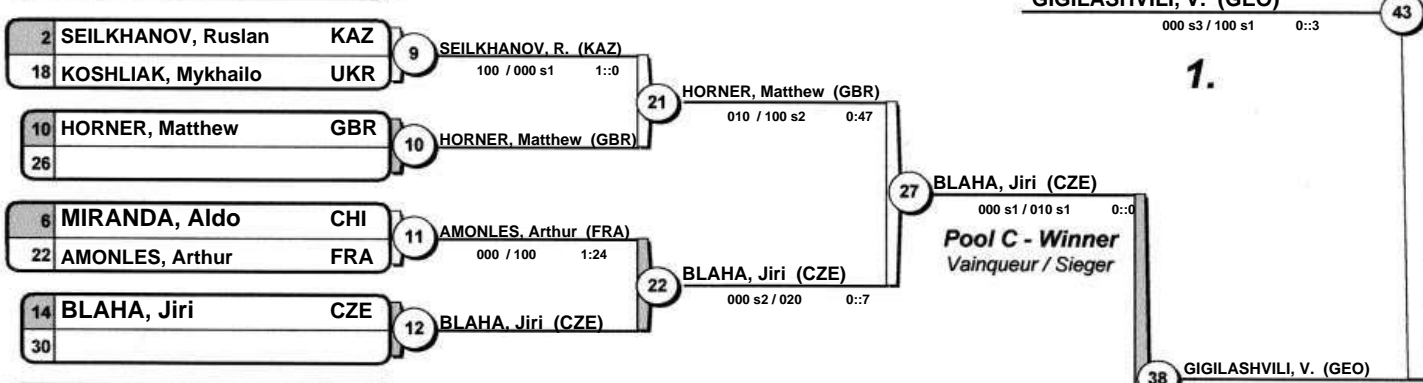 GIGILASHVILI, V. (GEO)
43
000 s3 / 100 s1 0::3
1.
2 SEILKHANOV, Ruslan KAZ
18 KOSHLIAK, Mykhailo UKR
9
SEILKHANOV, R. (KAZ)
100 / 000 s1 1::0
21
HORNER, Matthew (GBR)
010 / 100 s2 0:47
10 HORNER, Matthew GBR
26
10
HORNER, Matthew (GBR)
27
BLAHA, Jiri (CZE)
000 s1 / 010 s1 0::0
Pool C - Winner
Vainqueur / Sieger
6 MIRANDA, Aldo CHI
22 AMONLES, Arthur FRA
11
AMONLES, Arthur (FRA)
000 / 100 1:24
22
BLAHA, Jiri (CZE)
000 s2 / 020 0::7
14 BLAHA, Jiri CZE
30
12
BLAHA, Jiri (CZE)
38
GIGILASHVILI, V. (GEO)